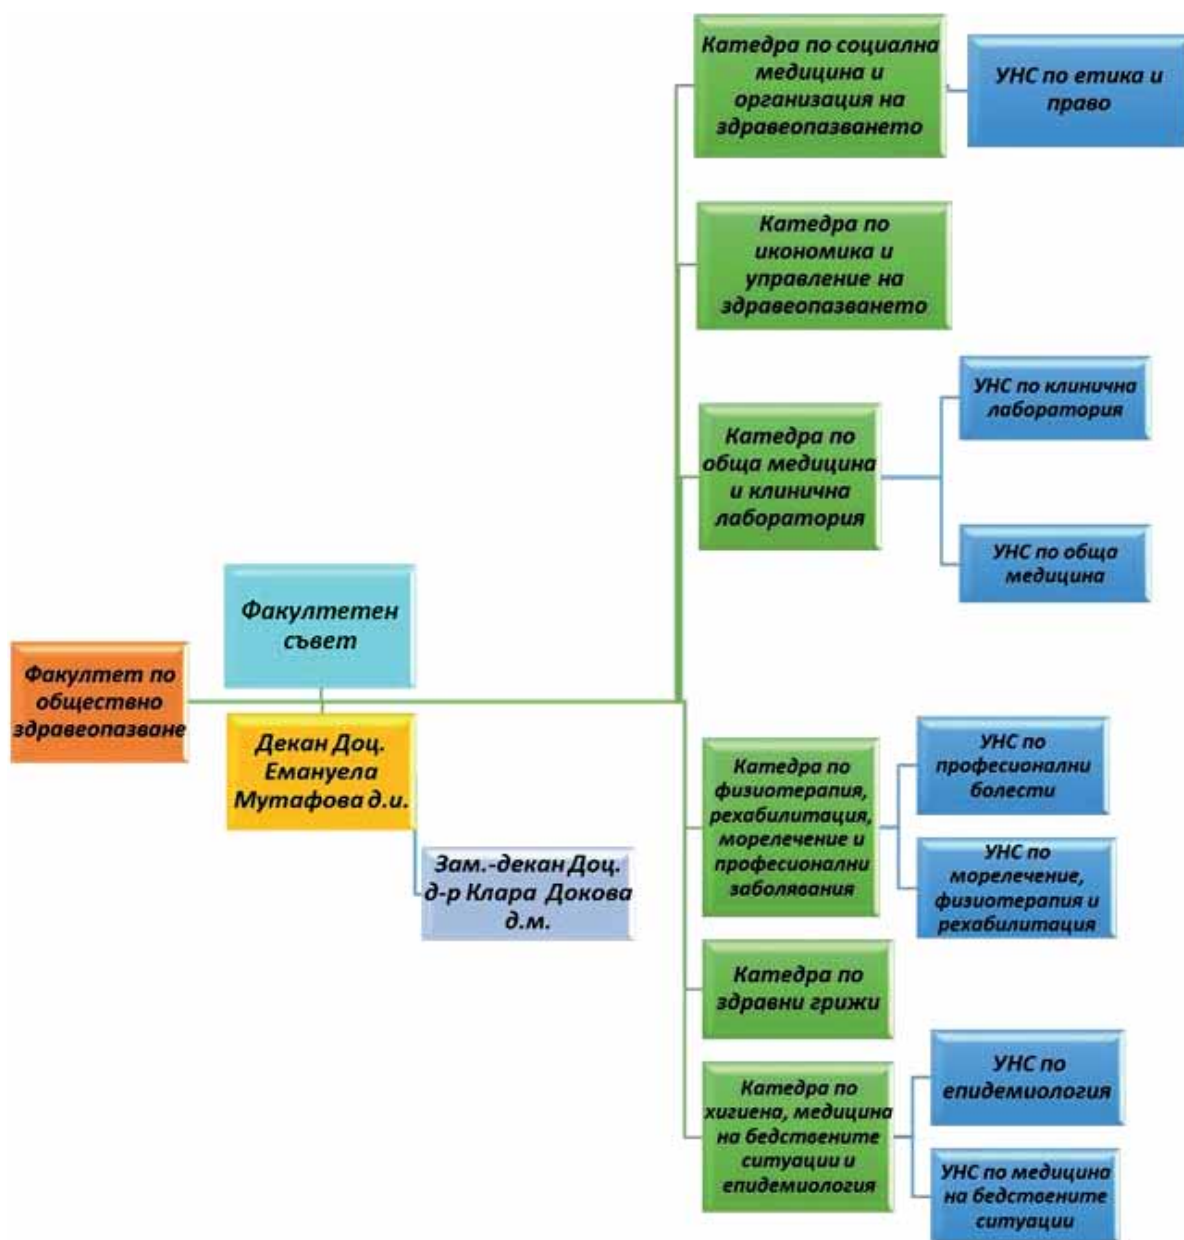 Факултет по
обществно
здравеопазване
Факултетен
съвет
Декан Доц.
Емануела
Мутафова д.и.
Зам.-декан Доц.
д-р Клара Докова
д.м.
Катедра по социална
медицина и
организация на
здравеопазването
УНС по етика и
право
Катедра по
икономика и
управление на
здравеопазването
Катедра по
обща медицина
и клинична
лаборатория
УНС по клинична
лаборатория
УНС по обща
медицина
Катедра по
физиотерапия,
рехабилитация,
морелечение и
професионални
заболявания
УНС по
професионални
болести
УНС по
морелечение,
физиотерапия и
рехабилитация
Катедра по
здравни грижи
Катедра по
хигиена, медицина
на бедствените
ситуации и
епидемиология
УНС по
епидемиология
УНС по медицина
на бедствените
ситуации